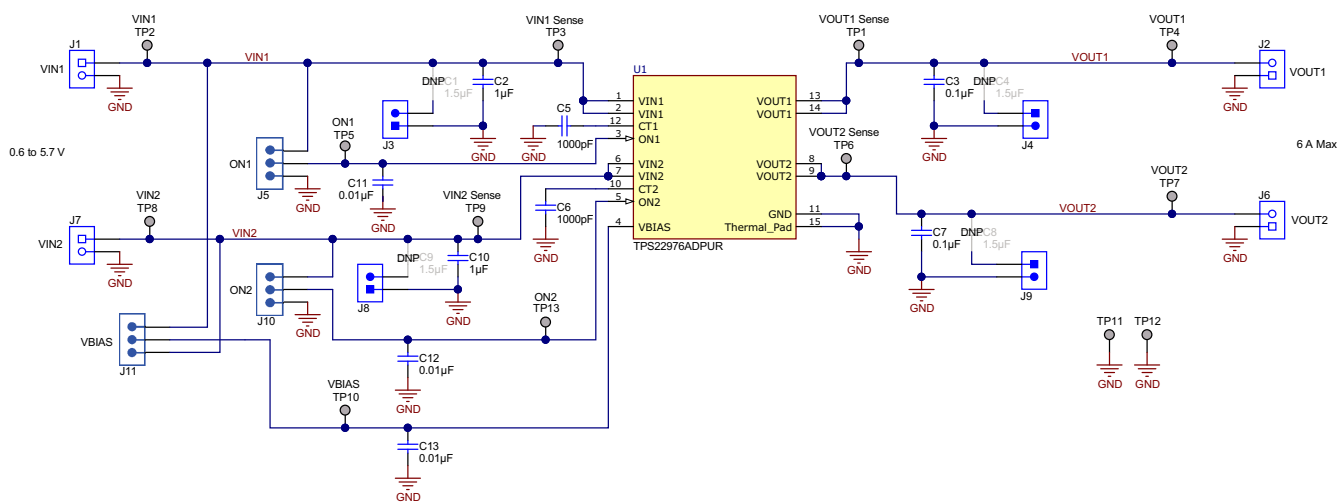 VIN1
TP2
VIN1 Sense
TP3
VOUT1 Sense
TP1
VOUT1
TP4
J1
VIN1
GND
VIN1
DNP
C1
1.5µF
C2
1µF
J3
GND
U1
1
VIN1
2
VIN1
12
CT1
3
ON1
6
VIN2
7
VIN2
10
CT2
5
ON2
4
VBIAS
VOUT1
13
VOUT1
14
VOUT2
8
VOUT2
9
GND
11
Thermal_Pad
15
TPS22976ADPUR
GND
C3
0.1µF
GND
DNP
C4
1.5µF
J4
VOUT1
J2
VOUT1
GND
0.6 to 5.7 V
6 A Max
ON1
TP5
ON1
J5
GND
C11
0.01µF
GND
C5
1000pF
GND
VOUT2 Sense
TP6
VIN2
TP8
VIN2 Sense
TP9
J7
VIN2
GND
VIN2
C6
1000pF
GND
DNP
C9
1.5µF
C10
1µF
J8
GND
ON2
J10
GND
ON2
TP13
VOUT2
TP7
VOUT2
J6
VOUT2
GND
C7
0.1µF
GND
DNP
C8
1.5µF
J9
VBIAS
J11
C12
0.01µF
GND
VBIAS
TP10
C13
0.01µF
GND
TP11
TP12
GND
GND